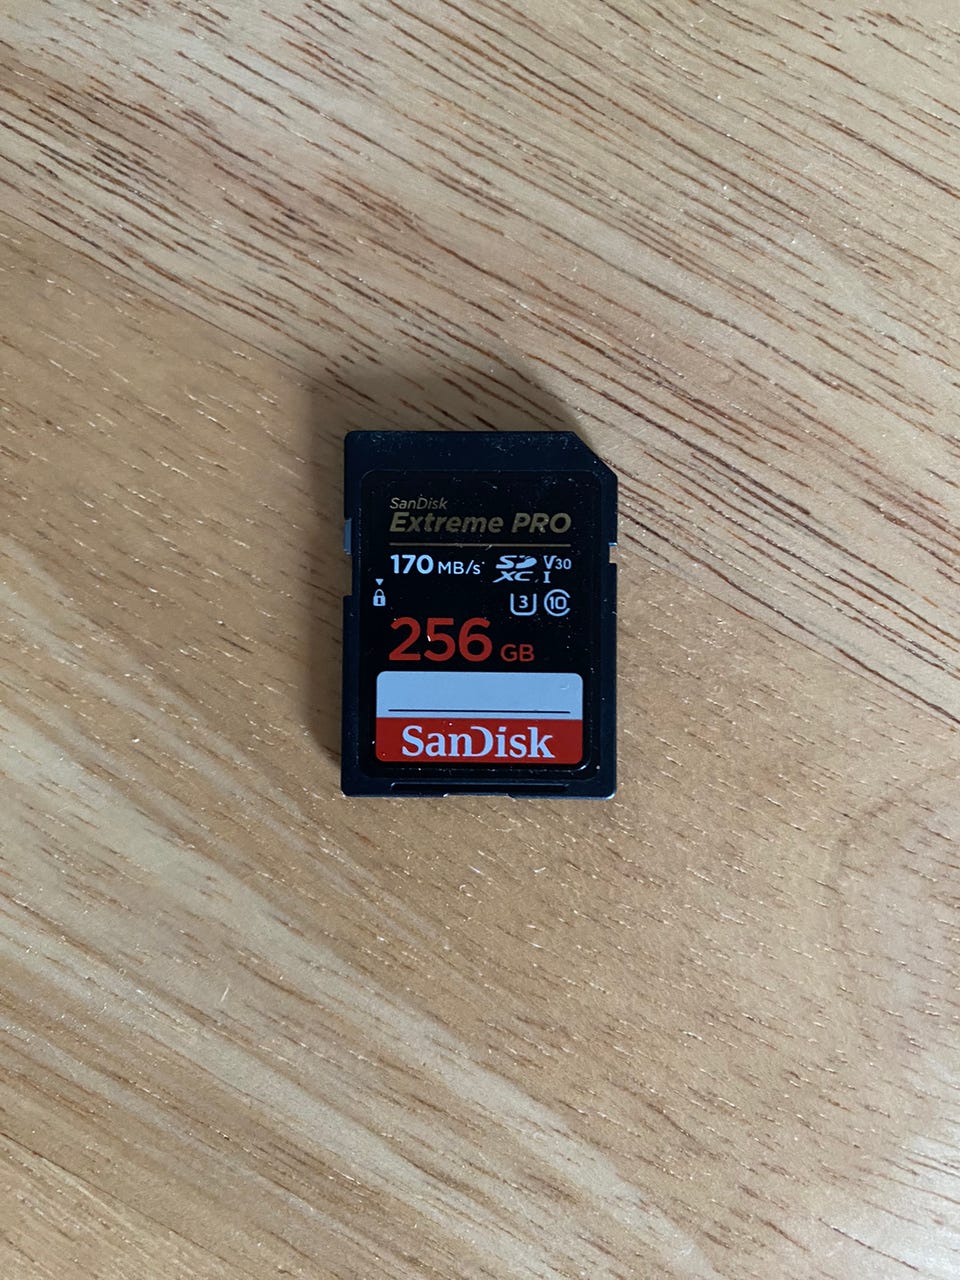 SanDisk
Extreme PRO
170 MB/s SD XC V30 I
3 10
256 GB
SanDisk